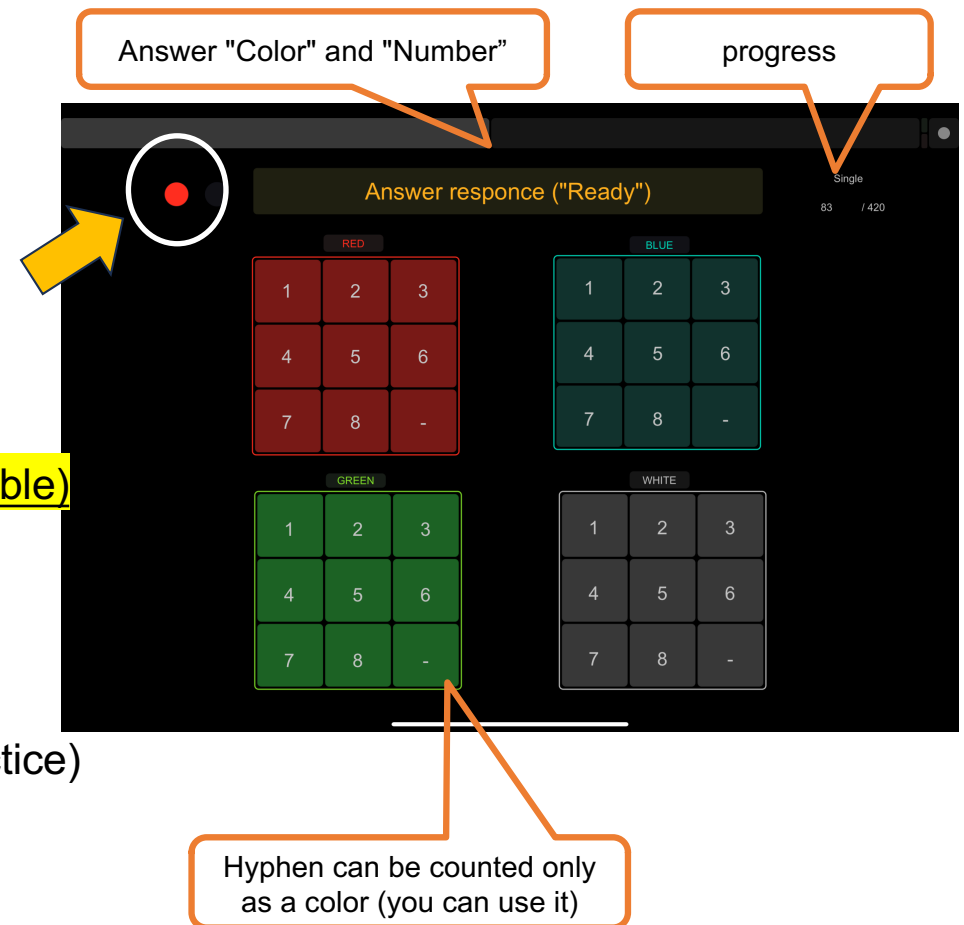 Answer "Color" and "Number”
progress
Answer responce ("Ready")
Single
83 / 420
RED
BLUE
1 2 3
1 2 3
4 5 6
4 5 6
7 8 -
7 8 -
ble)
GREEN
WHITE
1 2 3
1 2 3
4 5 6
4 5 6
7 8 -
7 8 -
tice)
Hyphen can be counted only
as a color (you can use it)